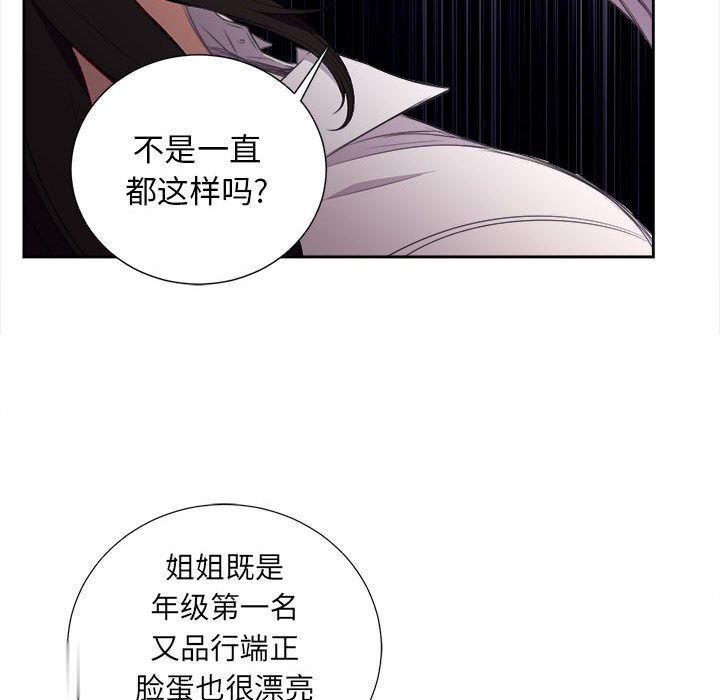 不是一直
都这样吗?
姐姐既是
年级第一名
又品行端正
脸蛋也很漂亮